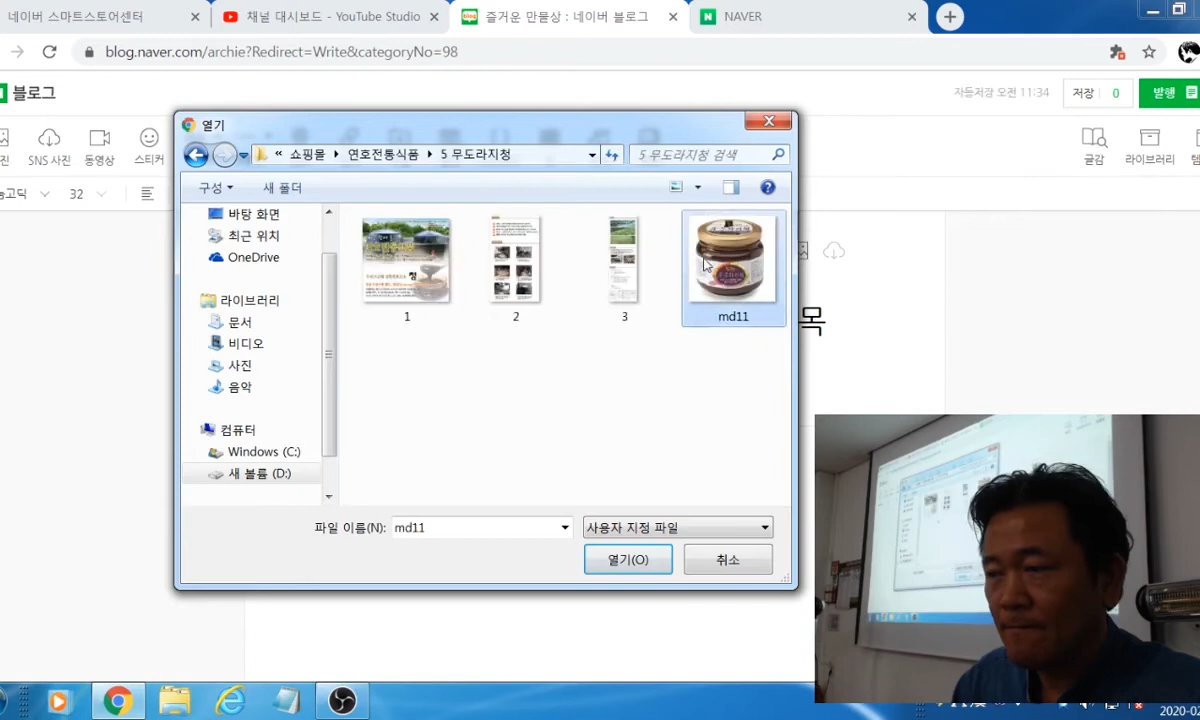 네이버 스마트스토어센터
채널 대시보드 - YouTube Studio
즐거운 만물상 : 네이버 블로그
NAVER
blog.naver.com/archie?Redirect=Write&categoryNo=98
블로그
자동저장 오전 11:34
저장 0
발행
SNS 사진
동영상
스티커
글감
라이브러리
32
열기
« 쇼핑몰 연호전통식품 5 무도라지청
5 무도라지청 검색
구성
새 폴더
바탕 화면
최근 위치
OneDrive
라이브러리
문서
비디오
사진
음악
컴퓨터
Windows (C:)
새 볼륨 (D:)
1
2
3
md11
목
파일 이름(N): md11
사용자 지정 파일
열기(O)
취소